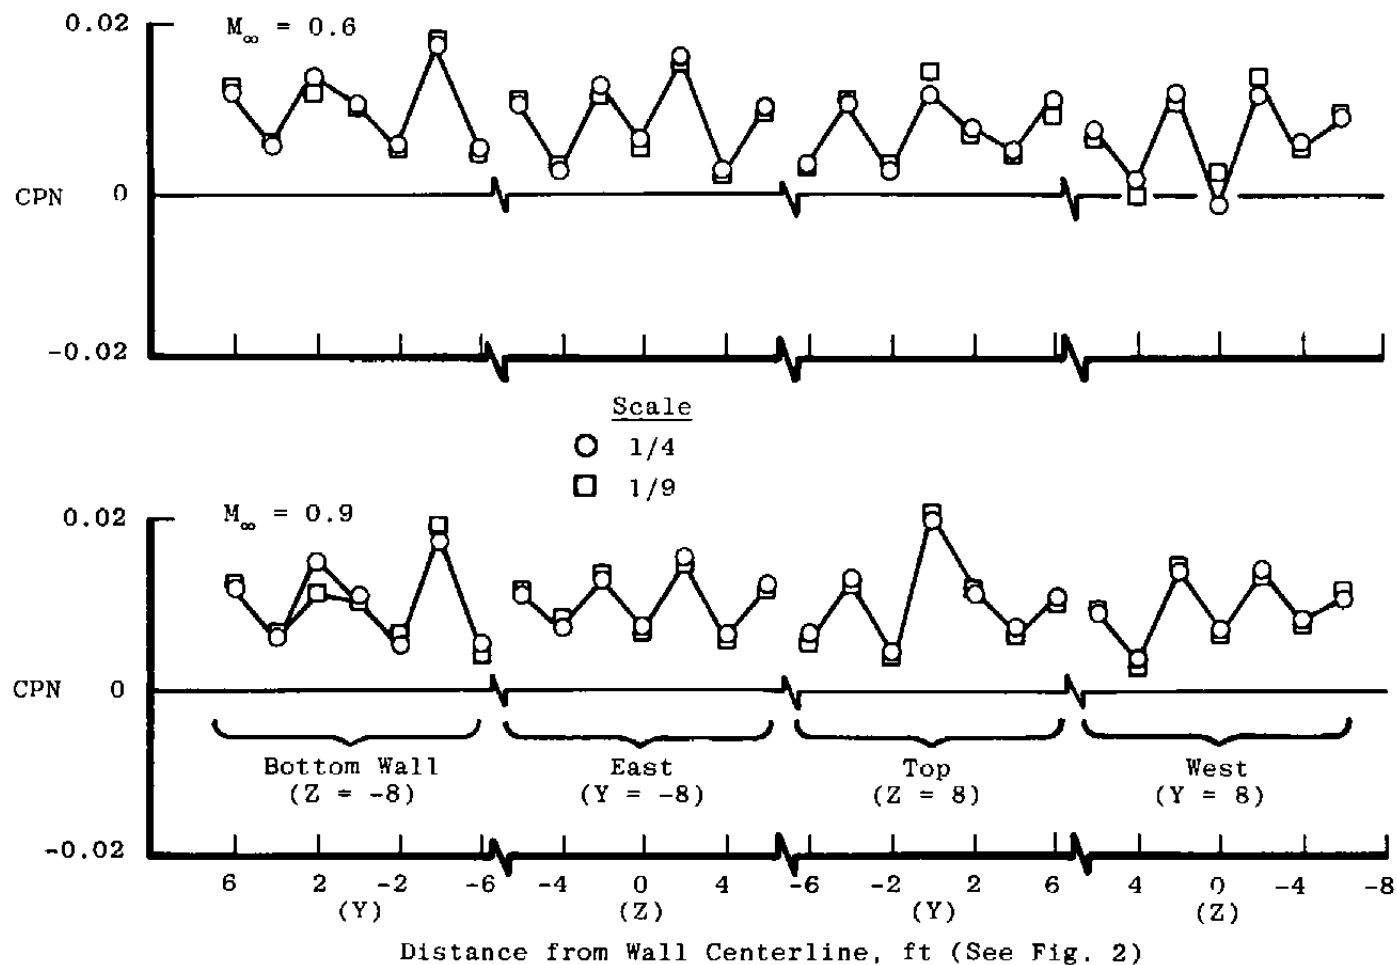 0.02
M∞ = 0.6
CPN 0
-0.02
Scale
1/4
1/9
0.02
M∞ = 0.9
CPN 0
Bottom Wall
(Z = -8)
East
(Y = -8)
Top
(Z = 8)
West
(Y = 8)
-0.02
6 2 -2 -6 -4 0 4 -6 -2 2 6 4 0 -4 -8
(Y) (Z) (Y) (Z)
Distance from Wall Centerline, ft (See Fig. 2)